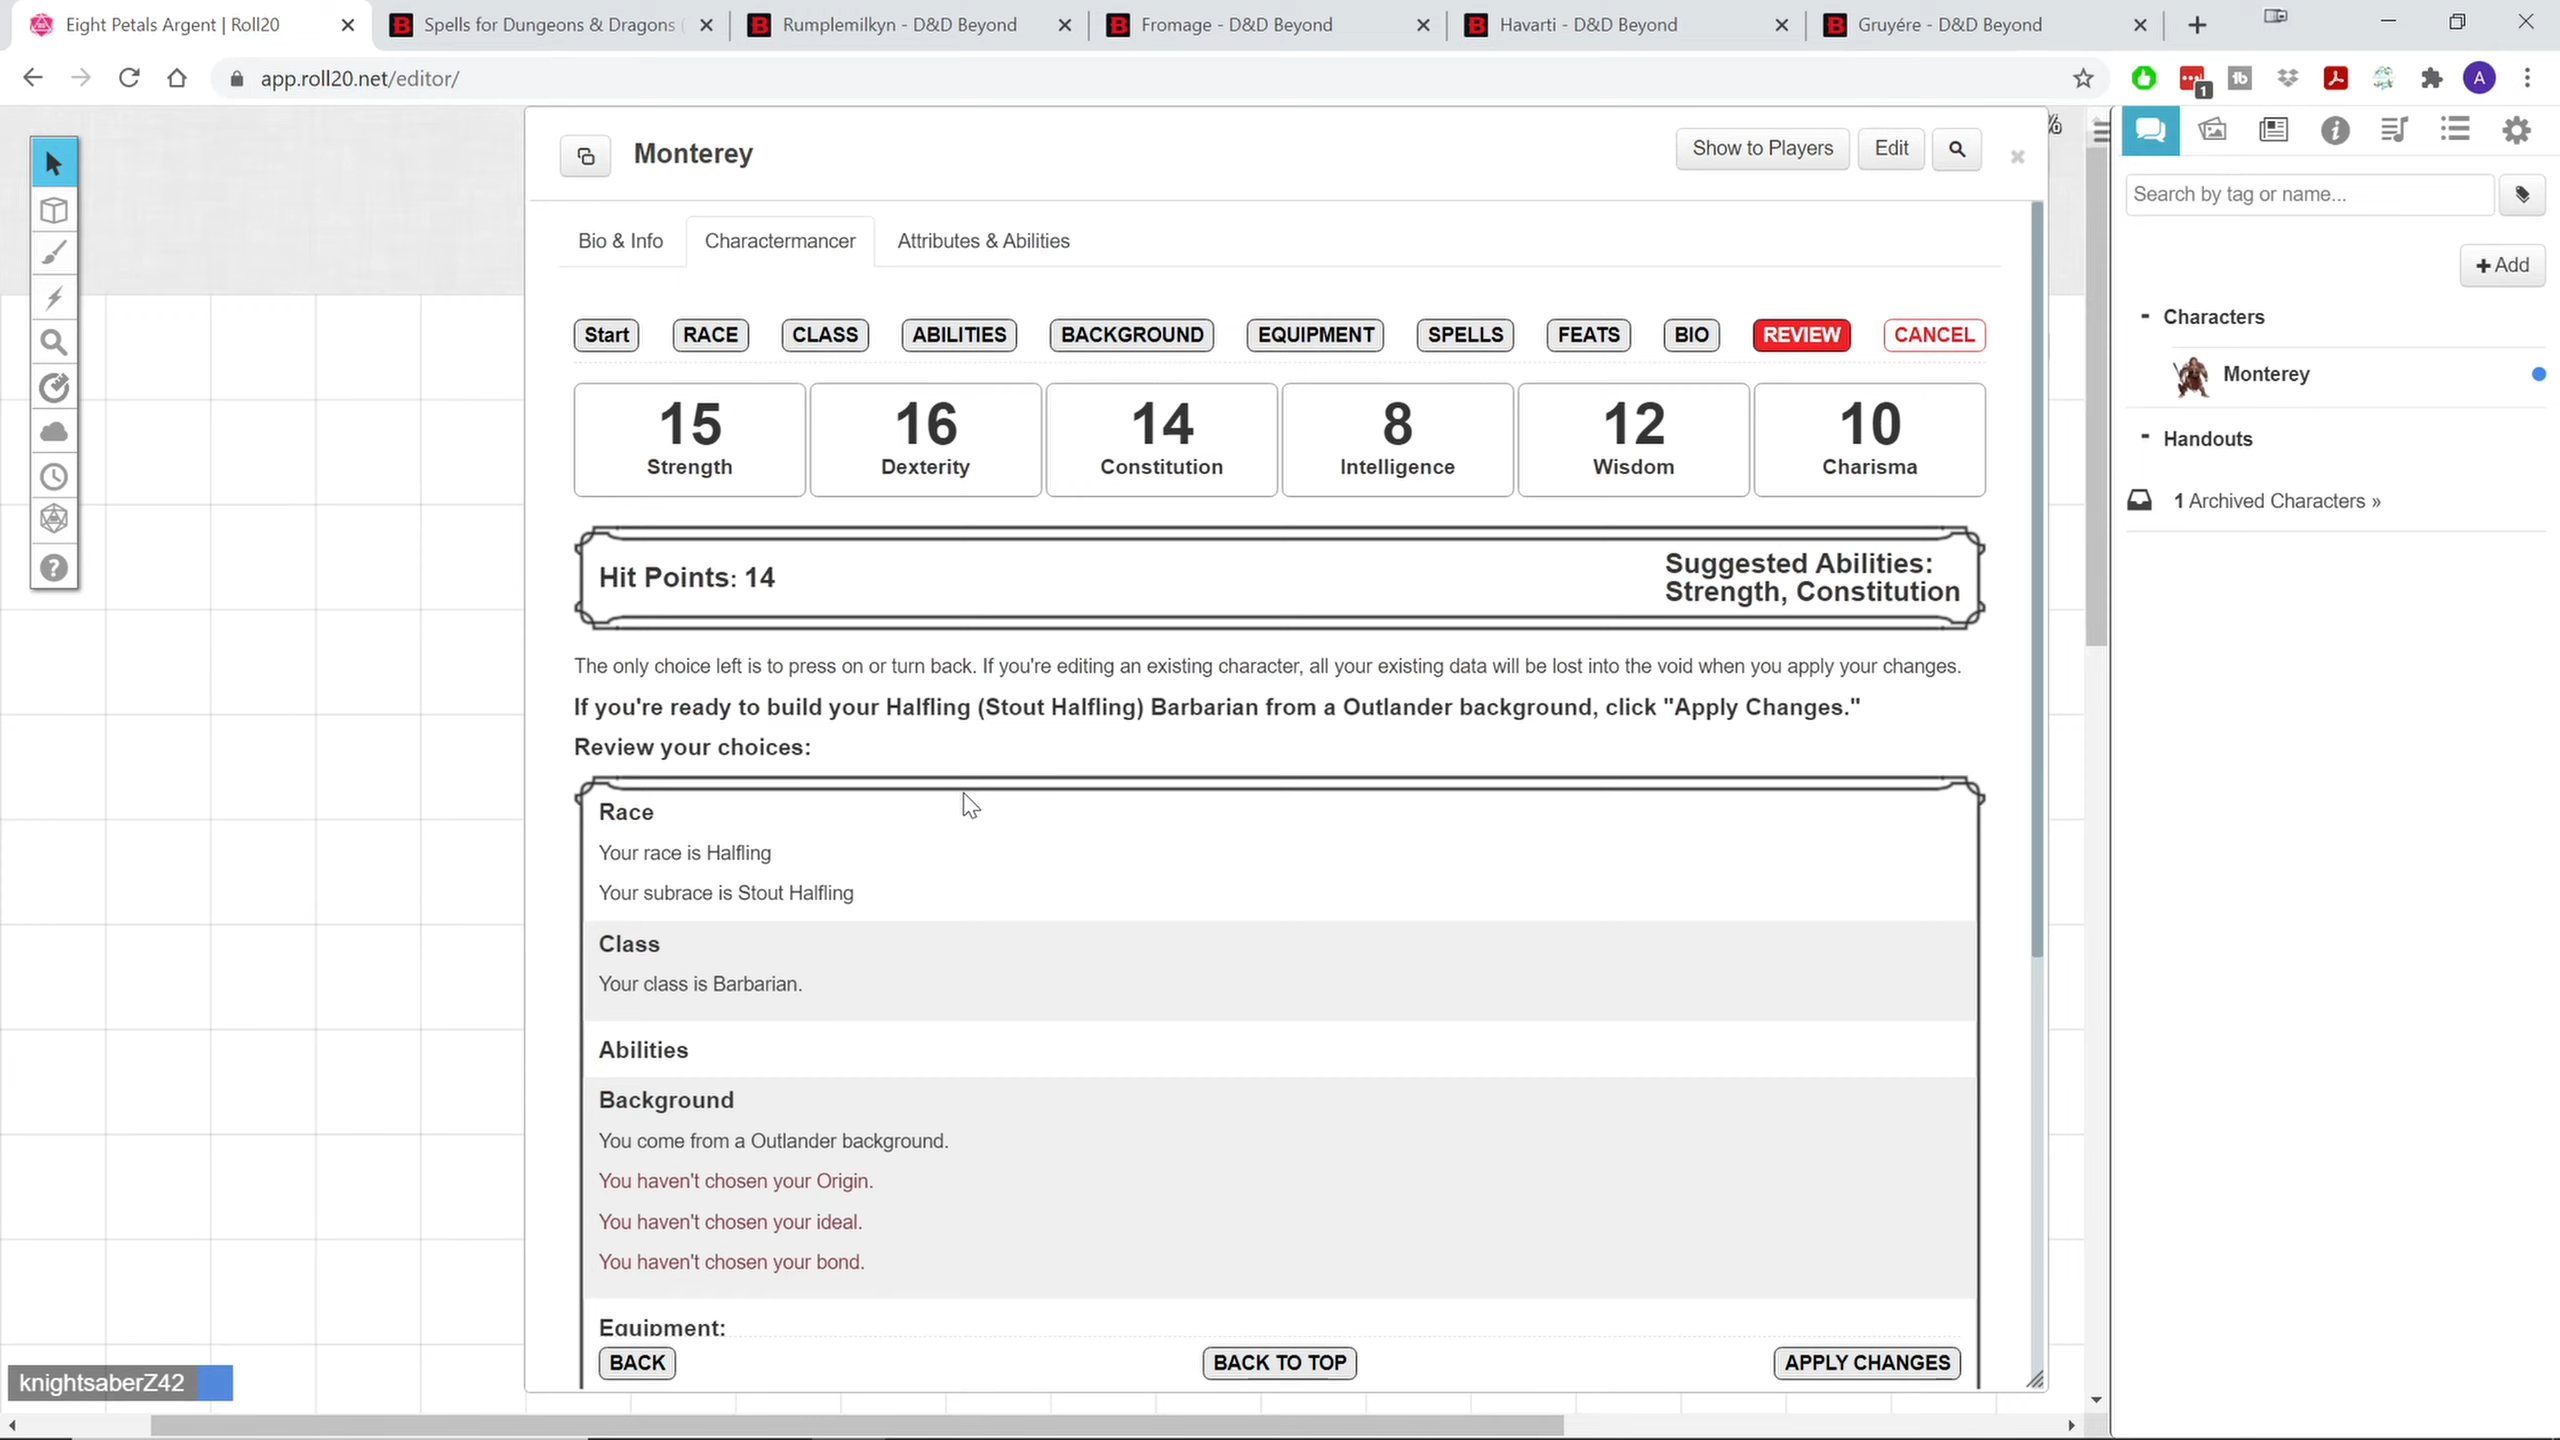 Eight Petals Argent | Roll20
Spells for Dungeons & Dragons
Rumplemilkyn - D&D Beyond
Fromage - D&D Beyond
Havarti - D&D Beyond
Gruyére - D&D Beyond
app.roll20.net/editor/
1
A
Monterey
Show to Players
Edit
%
Bio & Info
Charactermancer
Attributes & Abilities
Start
RACE
CLASS
ABILITIES
BACKGROUND
EQUIPMENT
SPELLS
FEATS
BIO
REVIEW
CANCEL
15
Strength
16
Dexterity
14
Constitution
8
Intelligence
12
Wisdom
10
Charisma
Hit Points: 14
Suggested Abilities:
Strength, Constitution
The only choice left is to press on or turn back. If you're editing an existing character, all your existing data will be lost into the void when you apply your changes.
If you're ready to build your Halfling (Stout Halfling) Barbarian from a Outlander background, click "Apply Changes."
Review your choices:
Race
Your race is Halfling
Your subrace is Stout Halfling
Class
Your class is Barbarian.
Abilities
Background
You come from a Outlander background.
You haven't chosen your Origin.
You haven't chosen your ideal.
You haven't chosen your bond.
Equipment:
BACK
BACK TO TOP
APPLY CHANGES
knightsaberZ42
Search by tag or name...
+ Add
- Characters
Monterey
- Handouts
1 Archived Characters »